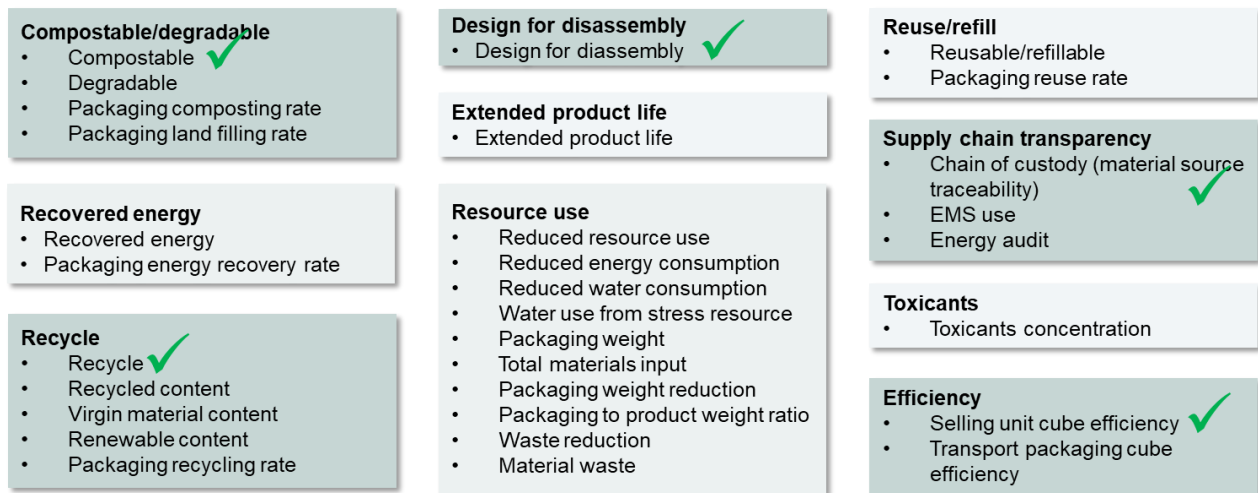 Compostable/degradable
• Compostable
• Degradable
• Packaging composting rate
• Packaging land filling rate
Recovered energy
• Recovered energy
• Packaging energy recovery rate
Recycle
• Recycle
• Recycled content
• Virgin material content
• Renewable content
• Packaging recycling rate
Design for disassembly
• Design for diassembly
Extended product life
• Extended product life
Resource use
• Reduced resource use
• Reduced energy consumption
• Reduced water consumption
• Water use from stress resource
• Packaging weight
• Total materials input
• Packaging weight reduction
• Packaging to product weight ratio
• Waste reduction
• Material waste
Reuse/refill
• Reusable/refillable
• Packaging reuse rate
Supply chain transparency
• Chain of custody (material source
traceability)
• EMS use
• Energy audit
Toxicants
• Toxicants concentration
Efficiency
• Selling unit cube efficiency
• Transport packaging cube
efficiency